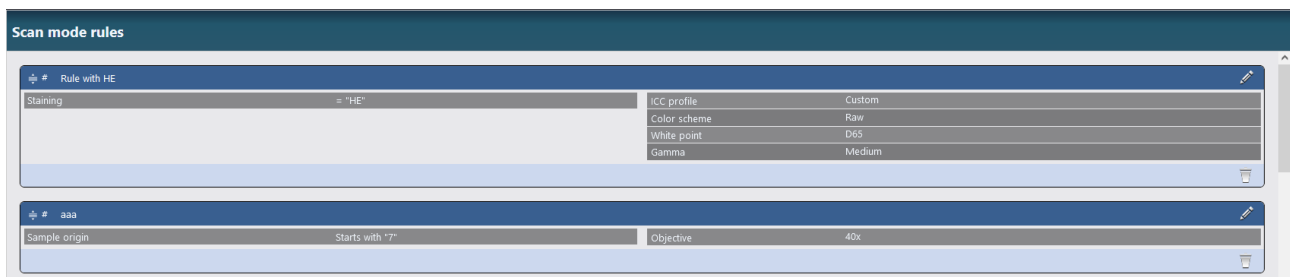 Scan mode rules
# Rule with HE
Staining = "HE" ICC profile Custom
Color scheme Raw
White point D65
Gamma Medium
# aaa
Sample origin Starts with "7" Objective 40x